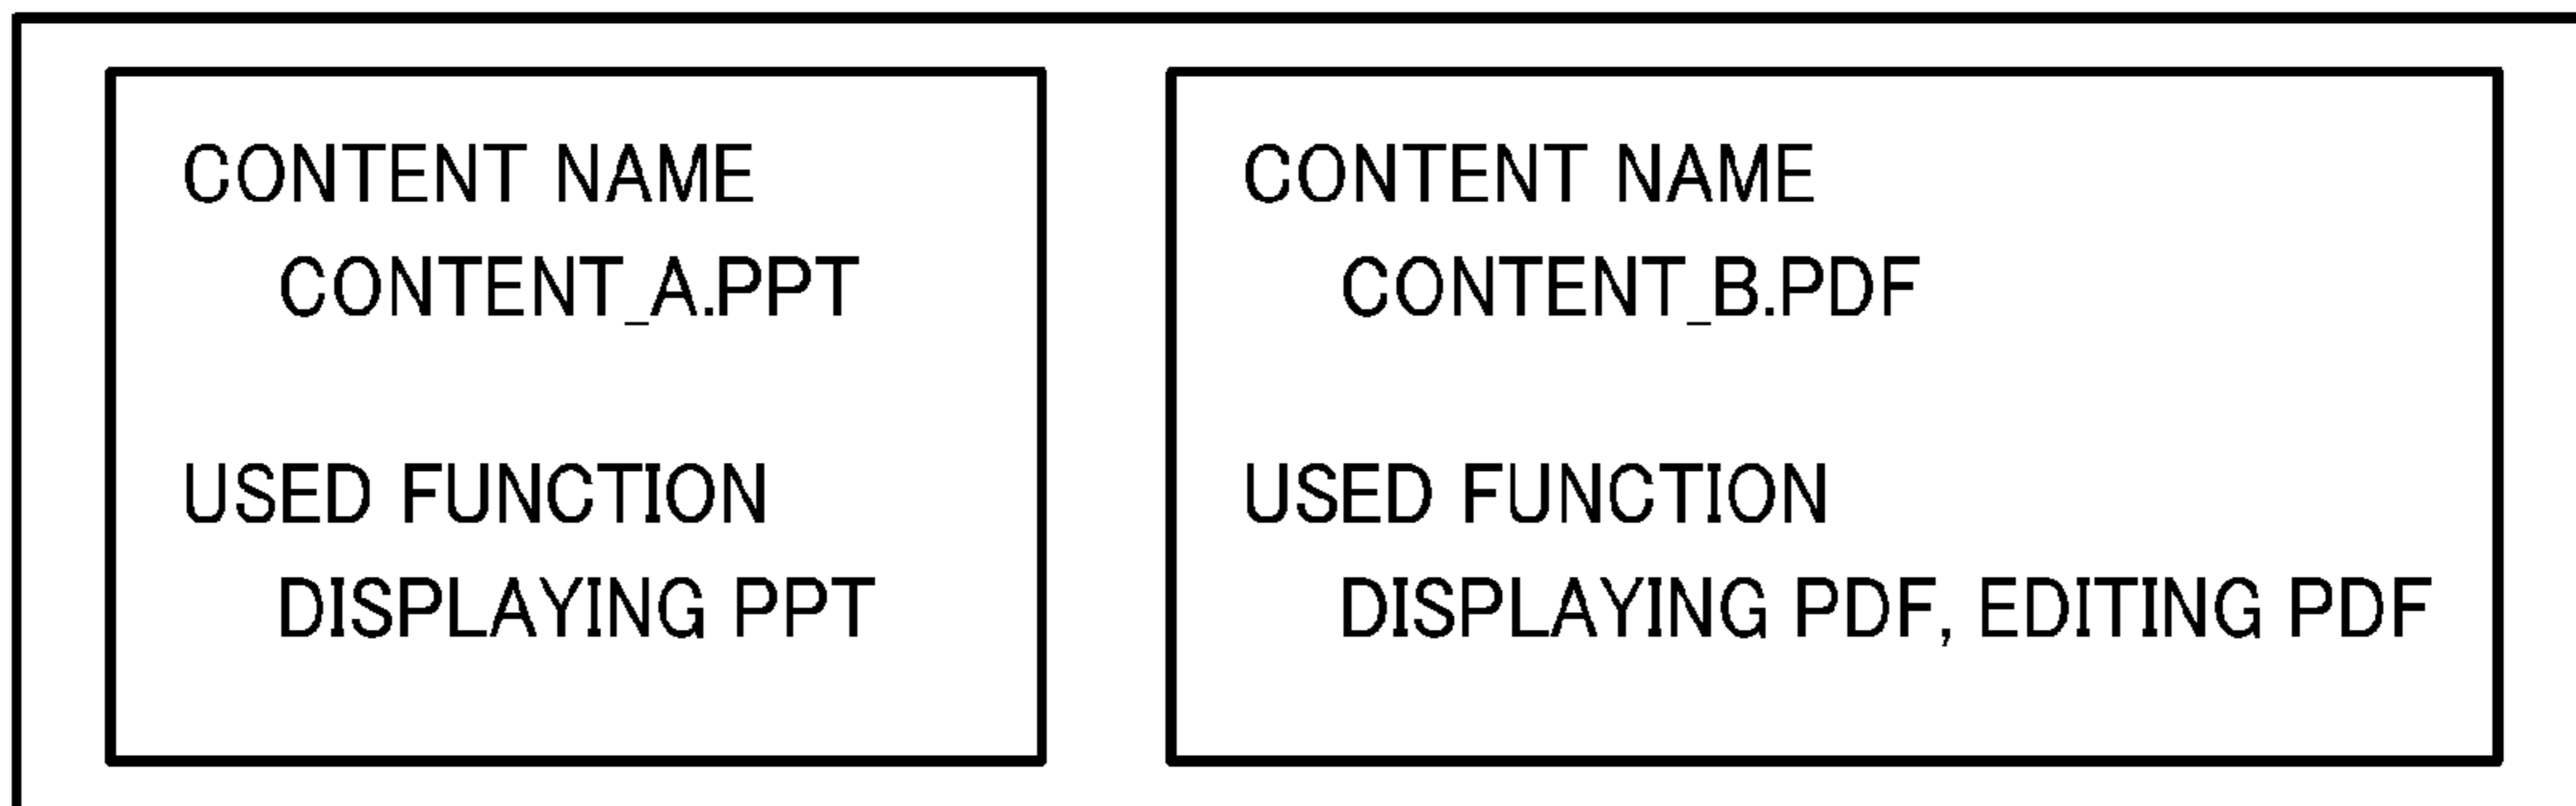 CONTENT NAME
CONTENT_A.PPT
USED FUNCTION
DISPLAYING PPT
CONTENT NAME
CONTENT_B.PDF
USED FUNCTION
DISPLAYING PDF, EDITING PDF